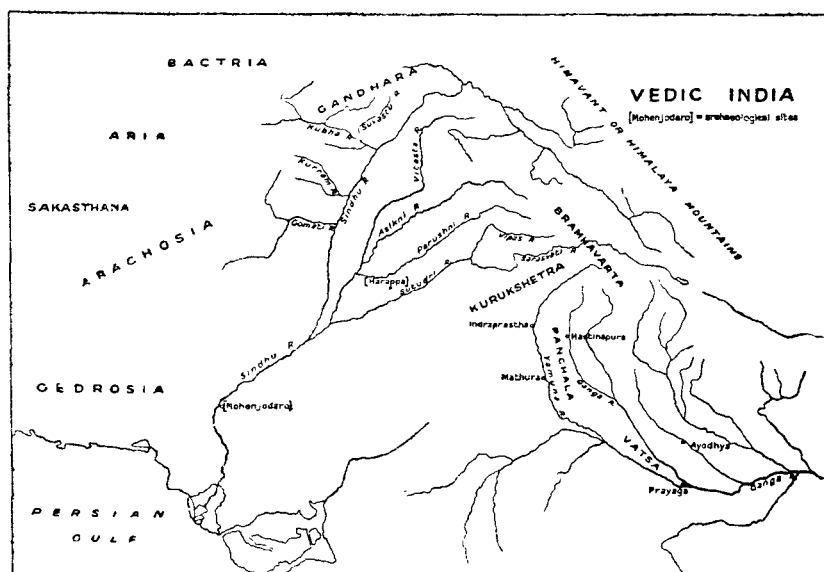 BACTRIA
GANDHARA
HIMAVANT OR HIMALAYA MOUNTAINS
VEDIC INDIA
[Mohenjodaro] = archaeological sites
ARIA
Kubha R
(Suvastu R
Vitasta R
Kurram R
Sindhu R
SAKASTHANA
Gomati R
Asikni R
Parushni R
ARACHOSIA
Vipas R
Sarasvati R
BRAMHAVARTA
[Harappa]
Sutudri R
KURUKSHETRA
Indraprastha
Hastinapura
PANCHALA
Sindhu R
GEDROSIA
Mathura
Yamuna R
Ganga R
[Mohenjodaro]
VATSA
Ayodhya
Prayaga
Ganga R
PERSIAN
GULF